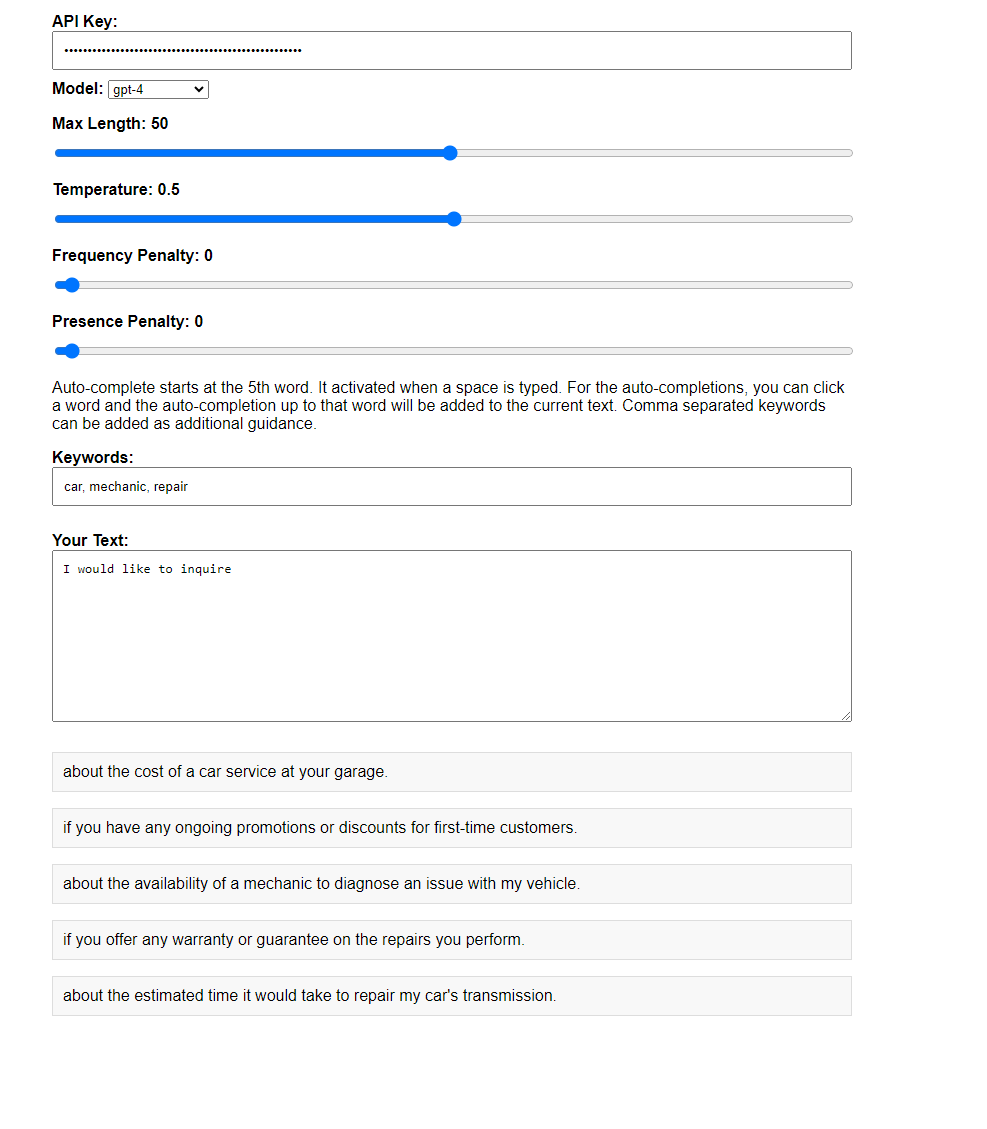 API Key:
••••••••••••••••••••••••••••••••••••••••••••••••••••
Model: gpt-4
Max Length: 50
Temperature: 0.5
Frequency Penalty: 0
Presence Penalty: 0
Auto-complete starts at the 5th word. It activated when a space is typed. For the auto-completions, you can click
a word and the auto-completion up to that word will be added to the current text. Comma separated keywords
can be added as additional guidance.
Keywords:
car, mechanic, repair
Your Text:
I would like to inquire
about the cost of a car service at your garage.
if you have any ongoing promotions or discounts for first-time customers.
about the availability of a mechanic to diagnose an issue with my vehicle.
if you offer any warranty or guarantee on the repairs you perform.
about the estimated time it would take to repair my car's transmission.